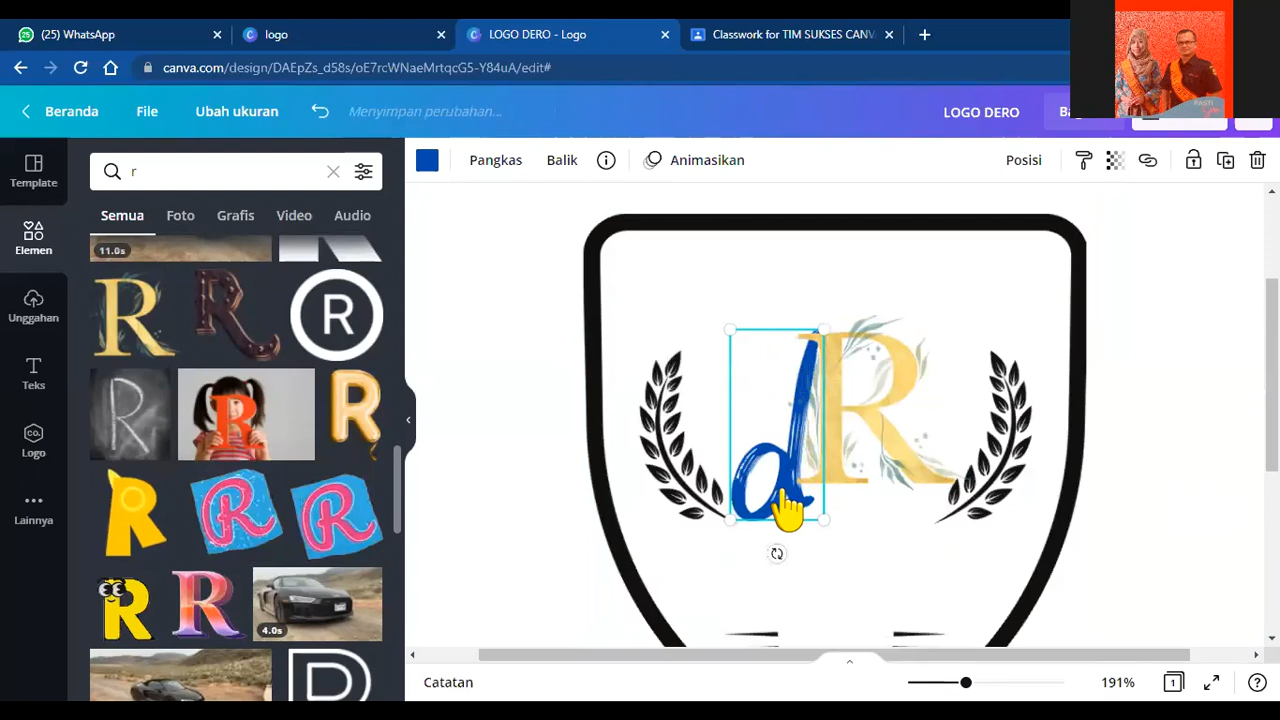 (25) WhatsApp
logo
LOGO DERO - Logo
Classwork for TIM SUKSES CANV
canva.com/design/DAEpZs_d58s/oE7rcWNaeMrtqcG5-Y84uA/edit#
Beranda
File
Ubah ukuran
Menyimpan perubahan...
LOGO DERO
PASTI
Template
r
Pangkas
Balik
Animasikan
Posisi
Elemen
Semua
Foto
Grafis
Video
Audio
11.0s
R
R
R
Unggahan
Teks
R
R
R
Logo
CO.
R
R
R
Lainnya
R
R
4.0s
d
R
Catatan
191%
1